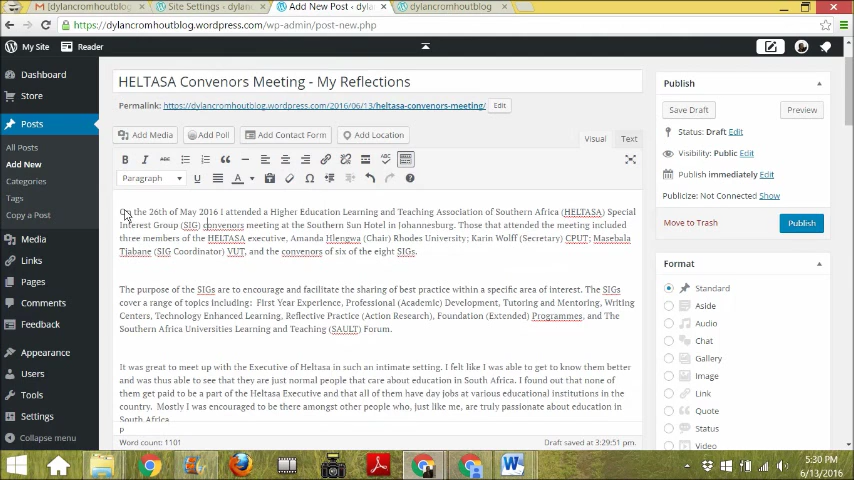 [dylancromhoutblog]
Site Settings - dylancr
Add New Post ‹ dylanc
dylancromhoutblog
https://dylancromhoutblog.wordpress.com/wp-admin/post-new.php
My Site
Reader
Dashboard
Store
Posts
All Posts
Add New
Categories
Tags
Copy a Post
Media
Links
Pages
Comments
Feedback
Appearance
Users
Tools
Settings
Collapse menu
HELTASA Convenors Meeting - My Reflections
Permalink: https://dylancromhoutblog.wordpress.com/2016/06/13/heltasa-convenors-meeting/ Edit
Add Media Add Poll Add Contact Form Add Location
Visual Text
B I ABC
Paragraph
U A
On the 26th of May 2016 I attended a Higher Education Learning and Teaching Association of Southern Africa (HELTASA) Special
Interest Group (SIG) convenors meeting at the Southern Sun Hotel in Johannesburg. Those that attended the meeting included
three members of the HELTASA executive, Amanda Hlengwa (Chair) Rhodes University; Karin Wolff (Secretary) CPUT; Masebala
Tjabane (SIG Coordinator) VUT, and the convenors of six of the eight SIGs.
The purpose of the SIGs are to encourage and facilitate the sharing of best practice within a specific area of interest. The SIGs
cover a range of topics including: First Year Experience, Professional (Academic) Development, Tutoring and Mentoring, Writing
Centers, Technology Enhanced Learning, Reflective Practice (Action Research), Foundation (Extended) Programmes, and The
Southern Africa Universities Learning and Teaching (SAULT) Forum.
It was great to meet up with the Executive of Heltasa in such an intimate setting. I felt like I was able to get to know them better
and was thus able to see that they are just normal people that care about education in South Africa. I found out that none of
them get paid to be a part of the Heltasa Executive and that all of them have day jobs at various educational institutions in the
country. Mostly I was encouraged to be there amongst other people who, just like me, are truly passionate about education in
South Africa.
P
Word count: 1101
Draft saved at 3:29:51 pm.
Publish
Save Draft
Preview
Status: Draft Edit
Visibility: Public Edit
Publish immediately Edit
Publicize: Not Connected Show
Move to Trash
Publish
Format
Standard
Aside
Audio
Chat
Gallery
Image
Link
Quote
Status
Video
5:30 PM
6/13/2016